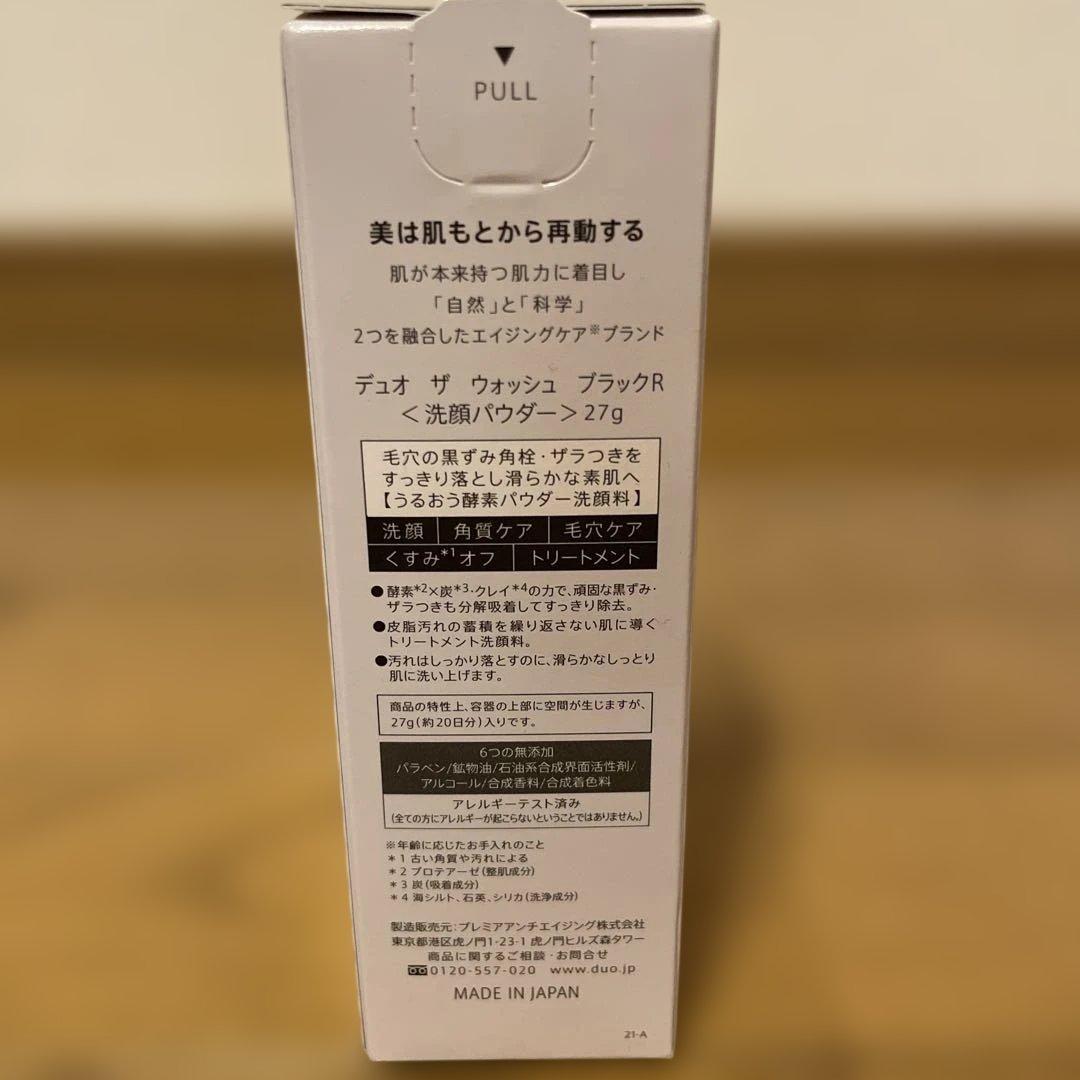 ▼
PULL
美は肌もとから再動する
肌が本来持つ肌力に着目し
「自然」と「科学」
2つを融合したエイジングケア※ブランド
デュオ ザ ウォッシュ ブラックR
＜洗顔パウダー＞27g
毛穴の黒ずみ角栓・ザラつきを
すっきり落とし滑らかな素肌へ
【うるおう酵素パウダー洗顔料】
洗顔 角質ケア 毛穴ケア
くすみ*1オフ トリートメント
●酵素*2×炭*3・クレイ*4の力で、頑固な黒ずみ・
ザラつきも分解吸着してすっきり除去。
●皮脂汚れの蓄積を繰り返さない肌に導く
トリートメント洗顔料。
●汚れはしっかり落とすのに、滑らかなしっとり
肌に洗い上げます。
商品の特性上、容器の上部に空間が生じますが、
27g（約20日分）入りです。
6つの無添加
パラベン/鉱物油/石油系合成界面活性剤/
アルコール/合成香料/合成着色料
アレルギーテスト済み
（全ての方にアレルギーが起こらないということではありません。）
※年齢に応じたお手入れのこと
*1 古い角質や汚れによる
*2 プロテアーゼ（整肌成分）
*3 炭（吸着成分）
*4 海シルト、石英、シリカ（洗浄成分）
製造販売元：プレミアアンチエイジング株式会社
東京都港区虎ノ門1-23-1 虎ノ門ヒルズ森タワー
商品に関するご相談・お問合せ
0120-557-020 www.duo.jp
MADE IN JAPAN
21-A